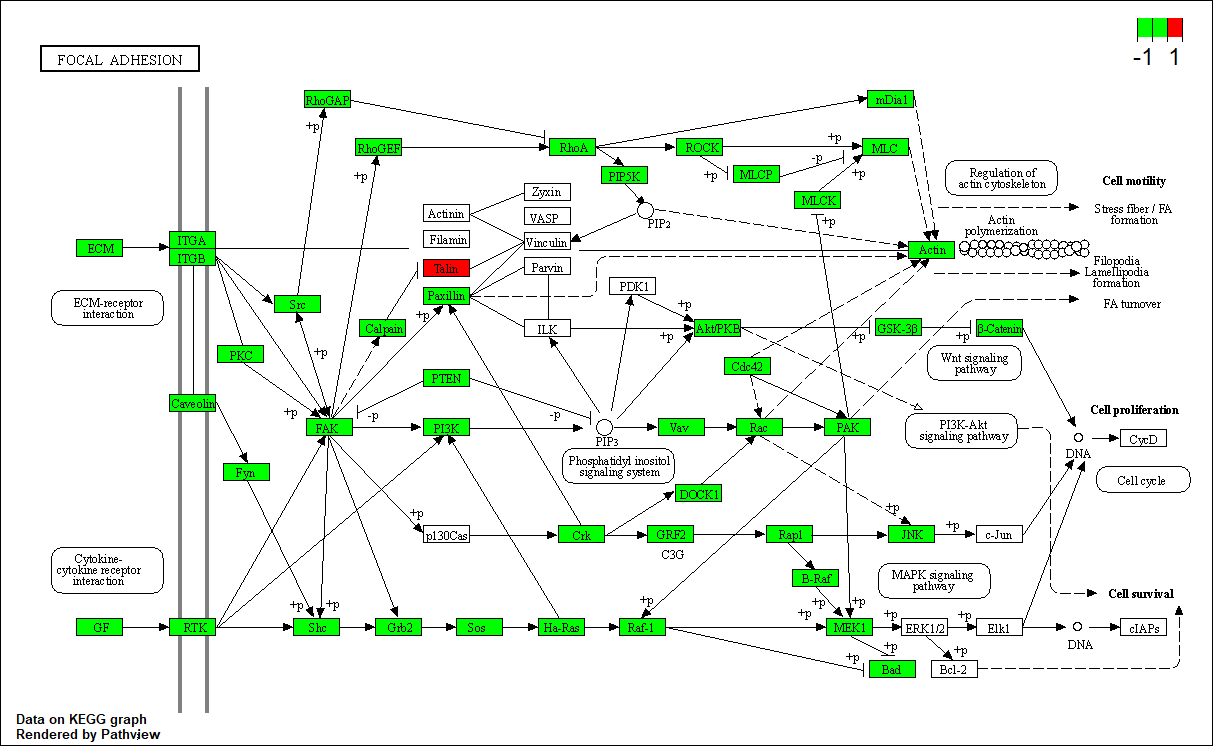 -1 1
FOCAL ADHESION
RhoGAP
mDia1
+p
RhoGEF
RhoA
ROCK
+p
MLC
+p
PIP5K
+p
MLCP
-p
+p
MLCK
+p
Regulation of
actin cytoskeleton
Cell motility
Stress fiber / FA
formation
Zyxin
Actinin
VASP
PIP2
Actin
polymerization
Filamin
Vinculin
Actin
ECM
ITGA
ITGB
Talin
Parvin
Filopodia
Lamellipodia
formation
ECM-receptor
interaction
Src
Paxillin
+p
PDK1
+p
FA turnover
Calpain
ILK
Akt/PKB
+p
GSK-3β
+p
β-Catenin
PKC
+p
Wnt signaling
pathway
Cdc42
PTEN
Caveolin
+p
-p
-p
FAK
PI3K
PIP3
Vav
Rac
PAK
PI3K-Akt
signaling pathway
Cell proliferation
DNA
CycD
Fyn
Phosphatidyl inositol
signaling system
Cell cycle
DOCK1
+p
+p
p130Cas
Crk
GRF2
C3G
Rap1
JNK
+p
c-Jun
Cytokine-
cytokine receptor
interaction
B-Raf
MAPK signaling
pathway
Cell survival
+p
+p
+p
+p
+p
+p
+p
+p
GF
RTK
Shc
Grb2
Sos
Ha-Ras
Raf-1
MEK1
ERK1/2
Elk1
DNA
cIAPs
+p
+p
+p
Bad
Bcl-2
Data on KEGG graph
Rendered by Pathview